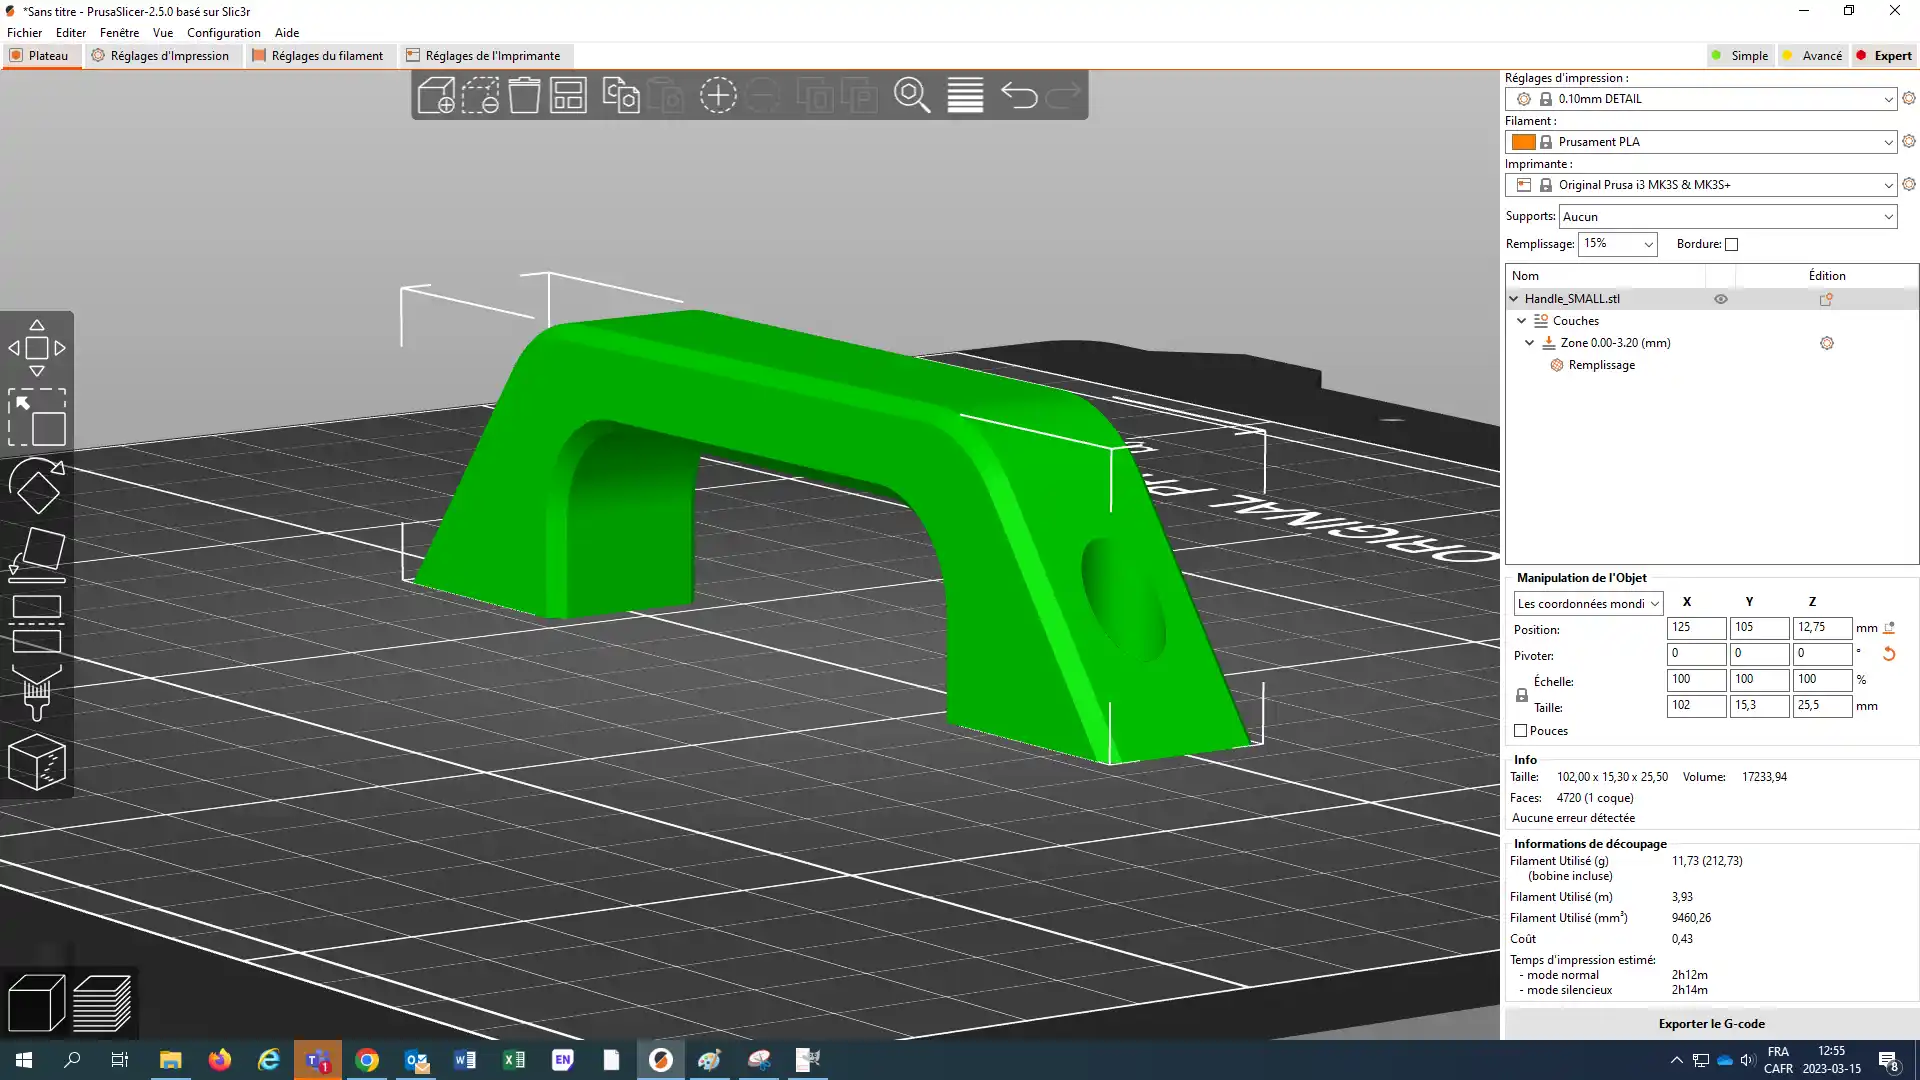 *Sans titre - PrusaSlicer-2.5.0 basé sur Slic3r
Fichier Editer Fenêtre Vue Configuration Aide
Plateau Réglages d'Impression Réglages du filament Réglages de l'Imprimante Simple Avancé Expert
Réglages d'impression :
0.10mm DETAIL
Filament :
Prusament PLA
Imprimante :
Original Prusa i3 MK3S & MK3S+
Supports: Aucun
Remplissage: 15% Bordure:
Nom Édition
Handle_SMALL.stl
Couches
Zone 0.00-3.20 (mm)
Remplissage
ORIGINAL PR
Manipulation de l'Objet
Les coordonnées mondi X Y Z
Position: 125 105 12,75 mm
Pivoter: 0 0 0 °
Échelle: 100 100 100 %
Taille: 102 15,3 25,5 mm
Pouces
Info
Taille: 102,00 x 15,30 x 25,50 Volume: 17233,94
Faces: 4720 (1 coque)
Aucune erreur détectée
Informations de découpage
Filament Utilisé (g) 11,73 (212,73)
(bobine incluse)
Filament Utilisé (m) 3,93
Filament Utilisé (mm³) 9460,26
Coût 0,43
Temps d'impression estimé:
- mode normal 2h12m
- mode silencieux 2h14m
Exporter le G-code
EN
FRA 12:55
CAFR 2023-03-15
8